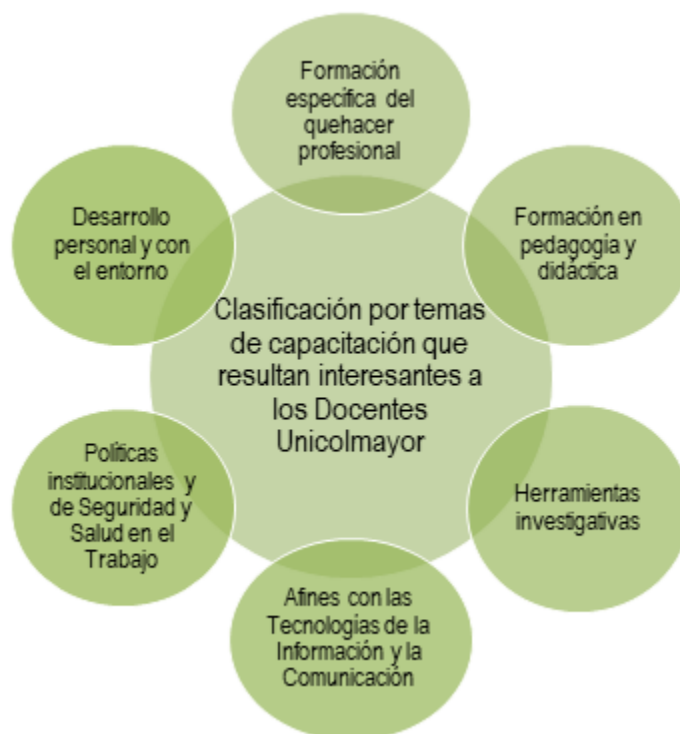 Formación
específica del
quehacer
profesional
Formación en
pedagogía y
didáctica
Herramientas
investigativas
Afines con las
Tecnologías de la
Información y la
Comunicación
Políticas
institucionales y
de Seguridad y
Salud en el
Trabajo
Desarrollo
personal y con
el entorno
Clasificación por temas
de capacitación que
resultan interesantes a
los Docentes
Unicolmayor